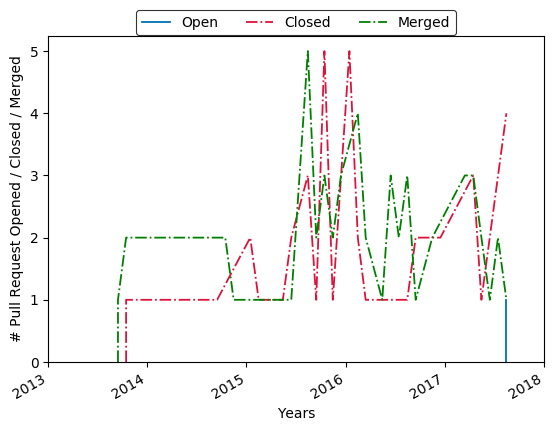 Open Closed Merged
# Pull Request Opened / Closed / Merged
5
4
3
2
1
0
2013 2014 2015 2016 2017 2018
Years